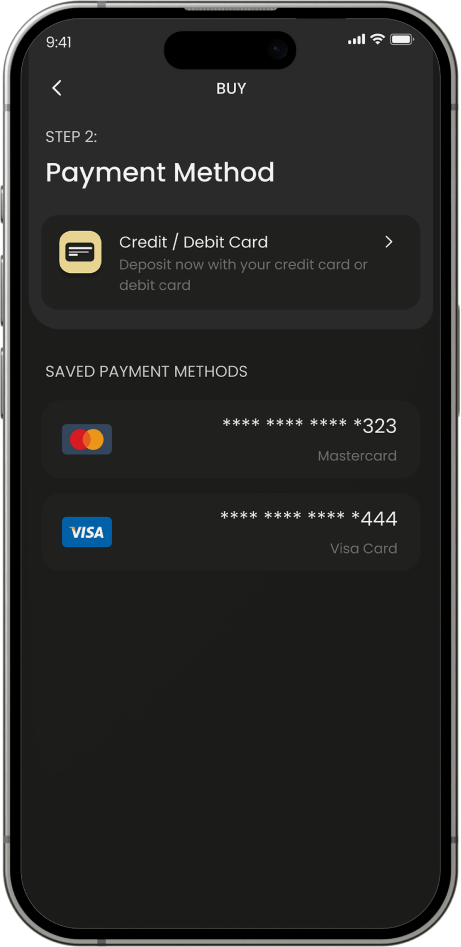 9:41
BUY
STEP 2:
Payment Method
Credit / Debit Card
Deposit now with your credit card or
debit card
SAVED PAYMENT METHODS
**** **** **** *323
Mastercard
**** **** **** *444
VISA
Visa Card